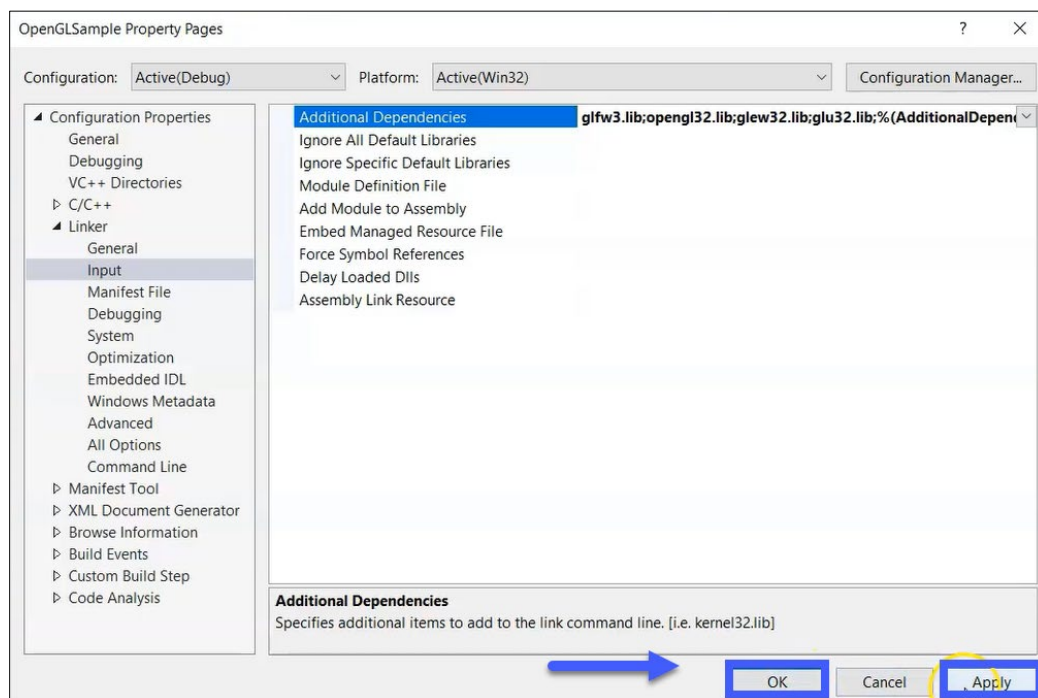 OpenGLSample Property Pages ? ×
Configuration: Active(Debug) Platform: Active(Win32) Configuration Manager...
Configuration Properties
General
Debugging
VC++ Directories
C/C++
Linker
General
Input
Manifest File
Debugging
System
Optimization
Embedded IDL
Windows Metadata
Advanced
All Options
Command Line
Manifest Tool
XML Document Generator
Browse Information
Build Events
Custom Build Step
Code Analysis
Additional Dependencies glfw3.lib;opengl32.lib;glew32.lib;glu32.lib;%(AdditionalDepen
Ignore All Default Libraries
Ignore Specific Default Libraries
Module Definition File
Add Module to Assembly
Embed Managed Resource File
Force Symbol References
Delay Loaded Dlls
Assembly Link Resource
Additional Dependencies
Specifies additional items to add to the link command line. [i.e. kernel32.lib]
OK Cancel Apply